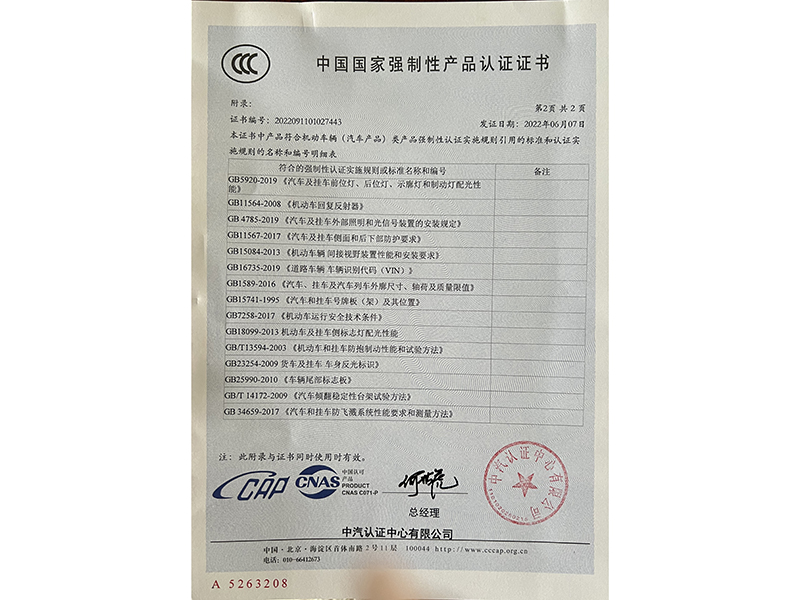 中国国家强制性产品认证证书
附录:
第2页 共 2 页
证书编号: 2022091101027443
发证日期: 2022年06月07日
本证书中产品符合机动车辆（汽车产品）类产品强制性认证实施规则引用的标准和认证实
施规则的名称和编号明细表
符合的强制性认证实施规则或标准名称和编号
备注
GB5920-2019 《汽车及挂车前位灯、后位灯、示廓灯和制动灯配光性
能》
GB11564-2008 《机动车回复反射器》
GB 4785-2019 《汽车及挂车外部照明和光信号装置的安装规定》
GB11567-2017 《汽车及挂车侧面和后下部防护要求》
GB15084-2013 《机动车辆 间接视野装置性能和安装要求》
GB16735-2019 《道路车辆 车辆识别代码（VIN）》
GB1589-2016 《汽车、挂车及汽车列车外廓尺寸、轴荷及质量限值》
GB15741-1995 《汽车和挂车号牌板（架）及其位置》
GB7258-2017 《机动车运行安全技术条件》
GB18099-2013 机动车及挂车侧标志灯配光性能
GB/T13594-2003 《机动车和挂车防抱制动性能和试验方法》
GB23254-2009 货车及挂车 车身反光标识》
GB25990-2010 《车辆尾部标志板》
GB/T 14172-2009 《汽车倾翻稳定性台架试验方法》
GB 34659-2017 《汽车和挂车防飞溅系统性能要求和测量方法》
注: 此附录与证书同时使用时有效。
CCAP
CNAS
中国认可
产品
PRODUCT
CNAS C071-P
总经理
中汽认证中心有限公司
中汽认证中心有限公司
中国·北京·海淀区首体南路2号11层 100044 http://www.cccap.org.cn
电话: 010-66412673
A 5263208